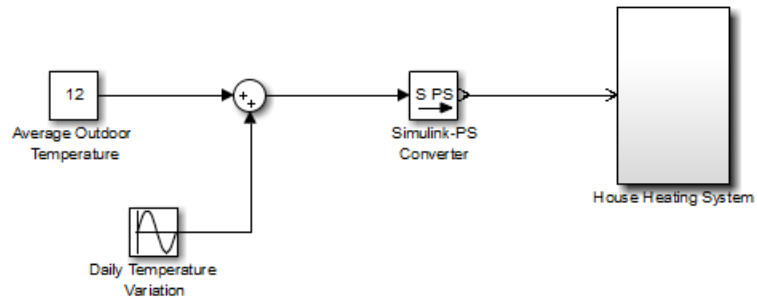 12
Average Outdoor
Temperature
S PS
Simulink-PS
Converter
House Heating System
Daily Temperature
Variation